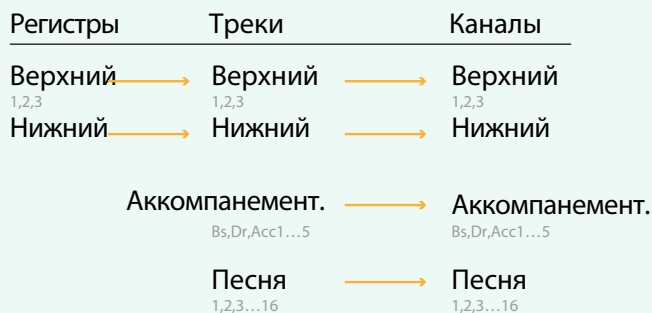 Регистры Треки Каналы
Верхний Верхний Верхний
1,2,3 1,2,3 1,2,3
Нижний Нижний Нижний
Аккомпанемент. Аккомпанемент.
Bs,Dr,Acc1…5 Bs,Dr,Acc1…5
Песня Песня
1,2,3…16 1,2,3…16